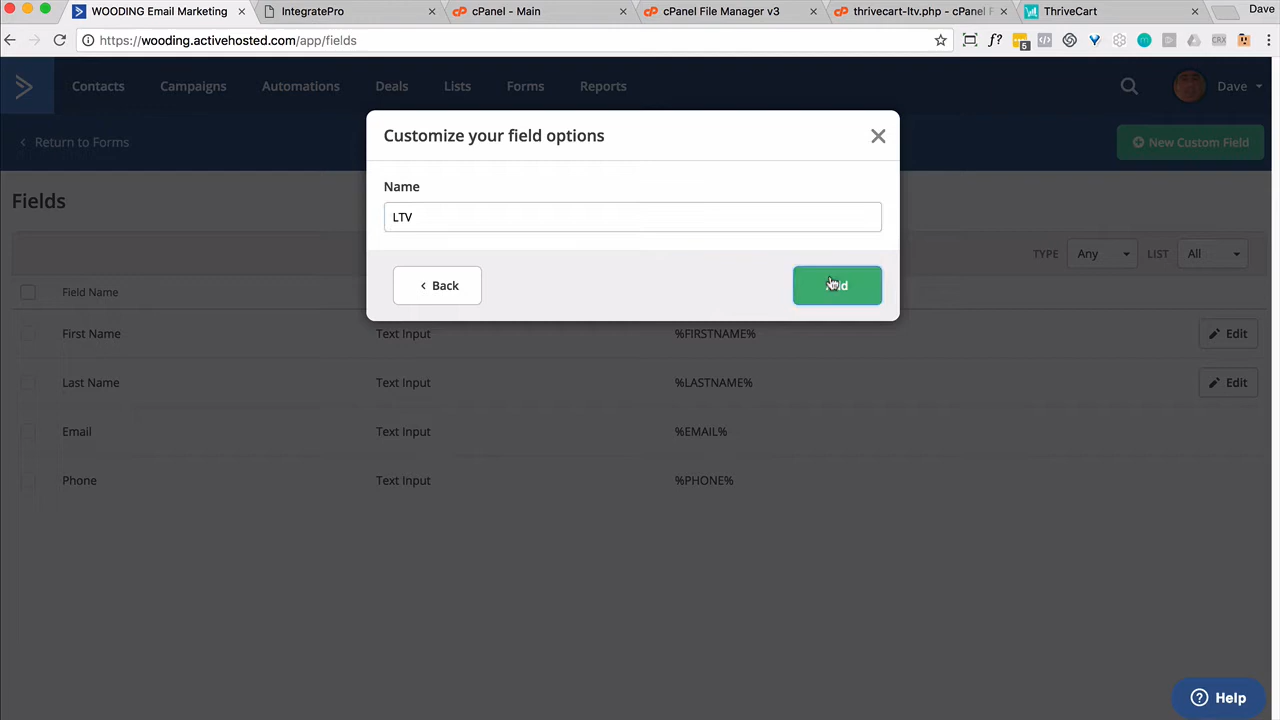 WOODING Email Marketing
IntegratePro
cPanel - Main
cPanel File Manager v3
thrivecart-ltv.php - cPanel F
ThriveCart
Dave
https://wooding.activehosted.com/app/fields
f?
5
CRX
Contacts
Campaigns
Automations
Deals
Lists
Forms
Reports
Dave
Return to Forms
New Custom Field
Customize your field options
Name
LTV
Back
Fields
TYPE
Any
LIST
All
Field Name
First Name
Text Input
%FIRSTNAME%
Edit
Last Name
Text Input
%LASTNAME%
Edit
Email
Text Input
%EMAIL%
Phone
Text Input
%PHONE%
Help